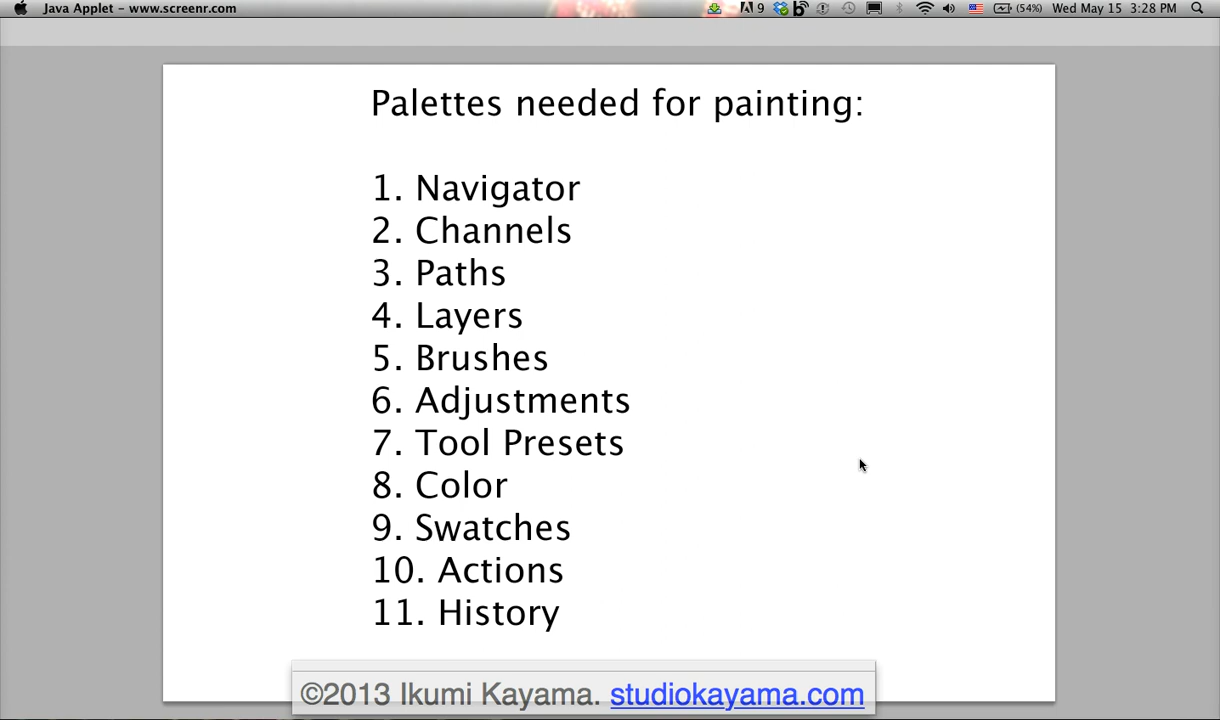 Java Applet - www.screenr.com 9 (54%) Wed May 15 3:28 PM
Palettes needed for painting:
1. Navigator
2. Channels
3. Paths
4. Layers
5. Brushes
6. Adjustments
7. Tool Presets
8. Color
9. Swatches
10. Actions
11. History
©2013 Ikumi Kayama. studiokayama.com